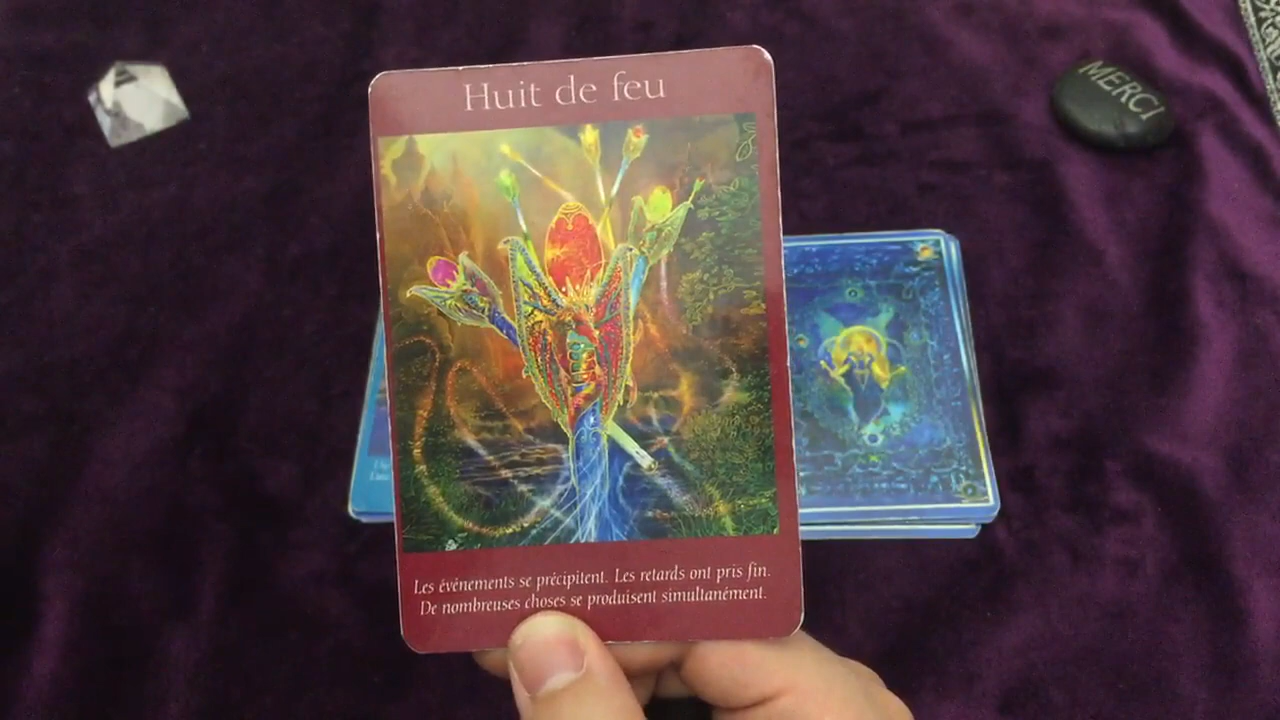 Huit de feu
MERCI
Les événements se précipitent. Les retards ont pris fin.
De nombreuses choses se produisent simultanément.